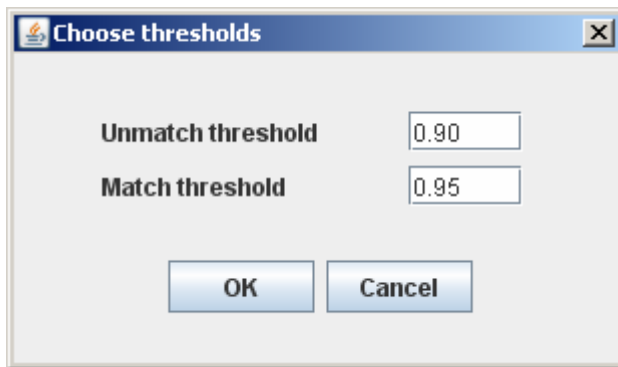 Choose thresholds
Unmatch threshold 0.90
Match threshold 0.95
OK Cancel